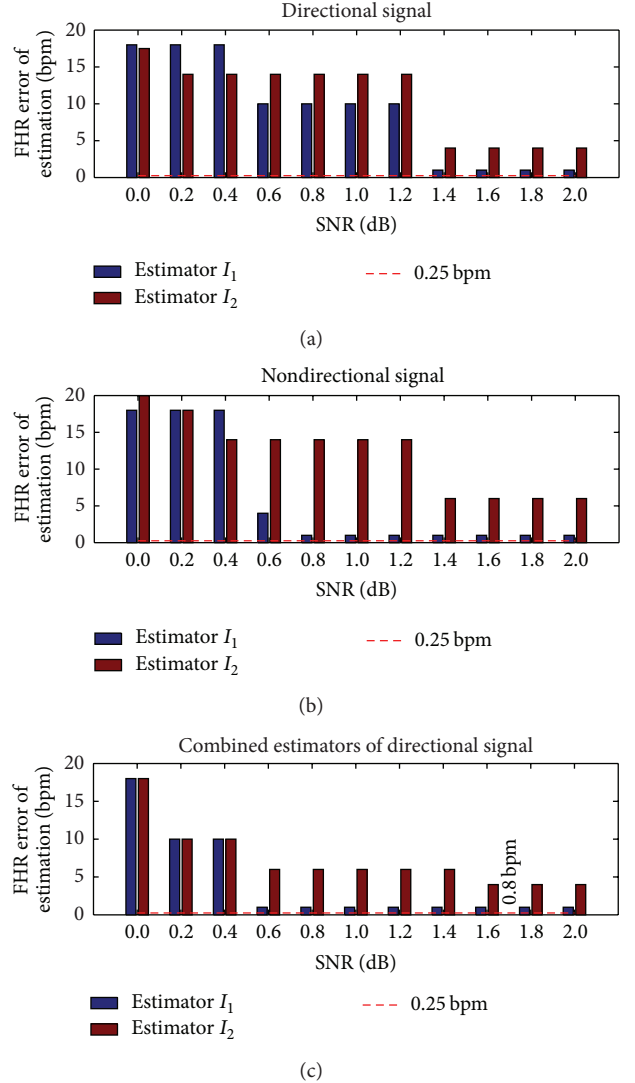 Directional signal
20
15
10
5
0
FHR error of
estimation (bpm)
0.0 0.2 0.4 0.6 0.8 1.0 1.2 1.4 1.6 1.8 2.0
SNR (dB)
Estimator I₁
Estimator I₂
0.25 bpm
(a)
Nondirectional signal
20
15
10
5
0
FHR error of
estimation (bpm)
0.0 0.2 0.4 0.6 0.8 1.0 1.2 1.4 1.6 1.8 2.0
SNR (dB)
Estimator I₁
Estimator I₂
0.25 bpm
(b)
Combined estimators of directional signal
20
15
10
5
0
FHR error of
estimation (bpm)
0.8 bpm
0.0 0.2 0.4 0.6 0.8 1.0 1.2 1.4 1.6 1.8 2.0
SNR (dB)
Estimator I₁
Estimator I₂
0.25 bpm
(c)